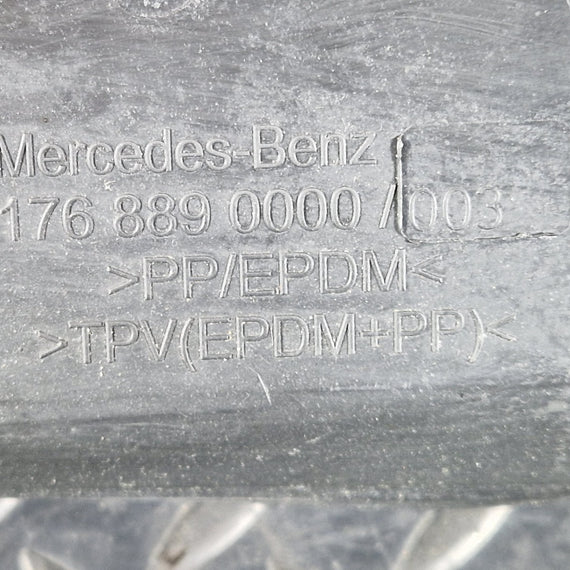 Mercedes-Benz
176 889 0000 /003
>PP/EPDM<
>TPV(EPDM+PP)<